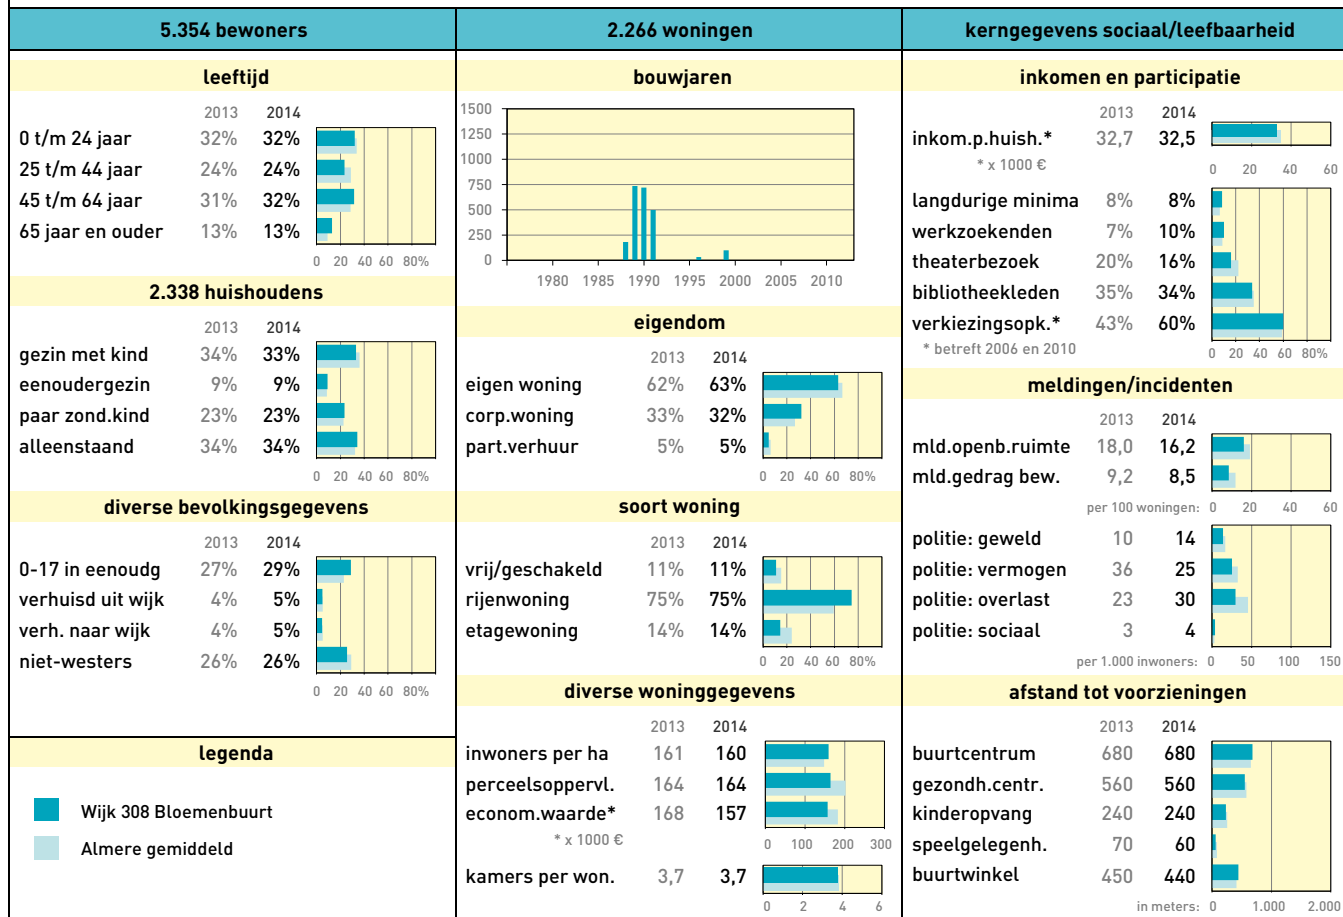 5.354 bewoners
leeftijd
2013 2014
0 t/m 24 jaar 32% 32%
25 t/m 44 jaar 24% 24%
45 t/m 64 jaar 31% 32%
65 jaar en ouder 13% 13%
0 20 40 60 80%
2.338 huishoudens
2013 2014
gezin met kind 34% 33%
eenoudergezin 9% 9%
paar zond.kind 23% 23%
alleenstaand 34% 34%
0 20 40 60 80%
diverse bevolkingsgegevens
2013 2014
0-17 in eenoudg 27% 29%
verhuisd uit wijk 4% 5%
verh. naar wijk 4% 5%
niet-westers 26% 26%
0 20 40 60 80%
legenda
Wijk 308 Bloemenbuurt
Almere gemiddeld
2.266 woningen
bouwjaren
1500
1250
1000
750
500
250
0
1980 1985 1990 1995 2000 2005 2010
eigendom
2013 2014
eigen woning 62% 63%
corp.woning 33% 32%
part.verhuur 5% 5%
0 20 40 60 80%
soort woning
2013 2014
vrij/geschakeld 11% 11%
rijenwoning 75% 75%
etagewoning 14% 14%
0 20 40 60 80%
diverse woninggegevens
2013 2014
inwoners per ha 161 160
perceelsoppervl. 164 164
econom.waarde* 168 157
* x 1000 €
0 100 200 300
kamers per won. 3,7 3,7
0 2 4 6
kerngegevens sociaal/leefbaarheid
inkomen en participatie
2013 2014
inkom.p.huish.* 32,7 32,5
* x 1000 €
0 20 40 60
langdurige minima 8% 8%
werkzoekenden 7% 10%
theaterbezoek 20% 16%
bibliotheekleden 35% 34%
verkiezingsopk.* 43% 60%
* betreft 2006 en 2010
0 20 40 60 80%
meldingen/incidenten
2013 2014
mld.openb.ruimte 18,0 16,2
mld.gedrag bew. 9,2 8,5
per 100 woningen: 0 20 40 60
politie: geweld 10 14
politie: vermogen 36 25
politie: overlast 23 30
politie: sociaal 3 4
per 1.000 inwoners: 0 50 100 150
afstand tot voorzieningen
2013 2014
buurtcentrum 680 680
gezondh.centr. 560 560
kinderopvang 240 240
speelgelegenh. 70 60
buurtwinkel 450 440
in meters: 0 1.000 2.000